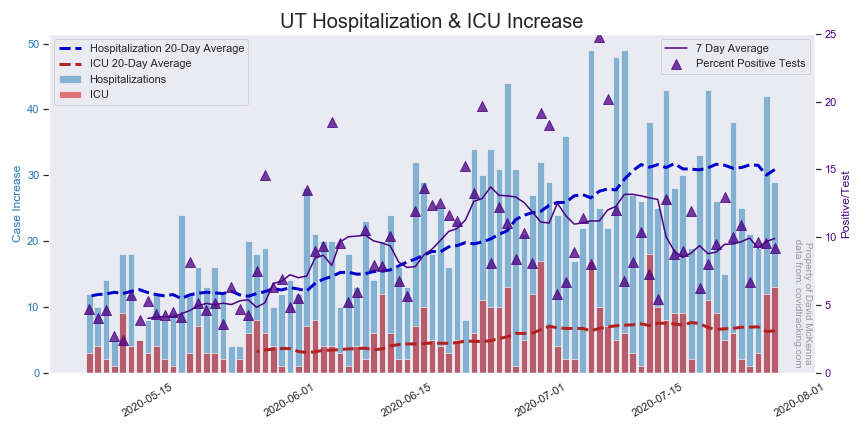 UT Hospitalization & ICU Increase
Hospitalization 20-Day Average
ICU 20-Day Average
Hospitalizations
ICU
7 Day Average
Percent Positive Tests
Case Increase
50
40
30
20
10
0
25
20
15
10
5
0
Positive/Test
Property of David McKenna
data from: covidtracking.com
2020-05-15
2020-06-01
2020-06-15
2020-07-01
2020-07-15
2020-08-01